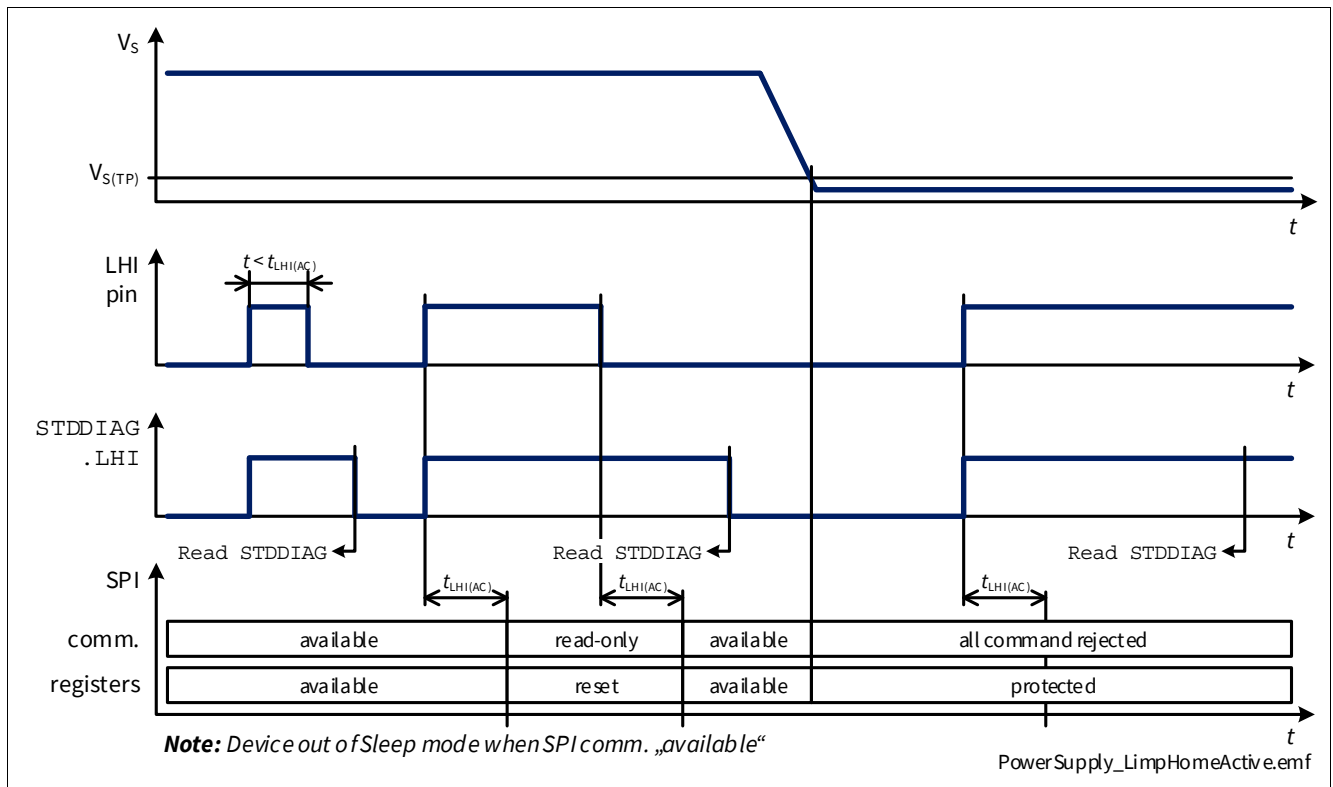 VS
VS(TP)
t
LHI
pin
t < tLHI(AC)
t
STDDIAG
.LHI
Read STDDIAG
Read STDDIAG
Read STDDIAG
t
SPI
tLHI(AC)
tLHI(AC)
tLHI(AC)
comm.
available
read-only
available
all command rejected
registers
available
reset
available
protected
t
Note: Device out of Sleep mode when SPI comm. „available“
PowerSupply_LimpHomeActive.emf